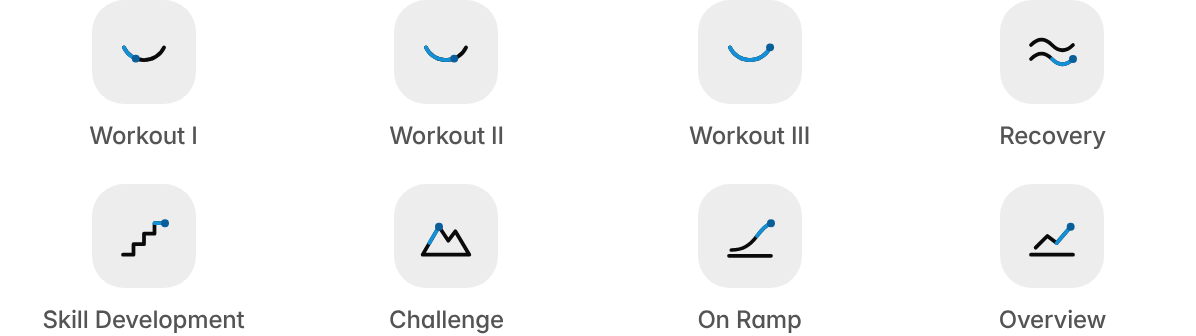 Workout I
Workout II
Workout III
Recovery
Skill Development
Challenge
On Ramp
Overview